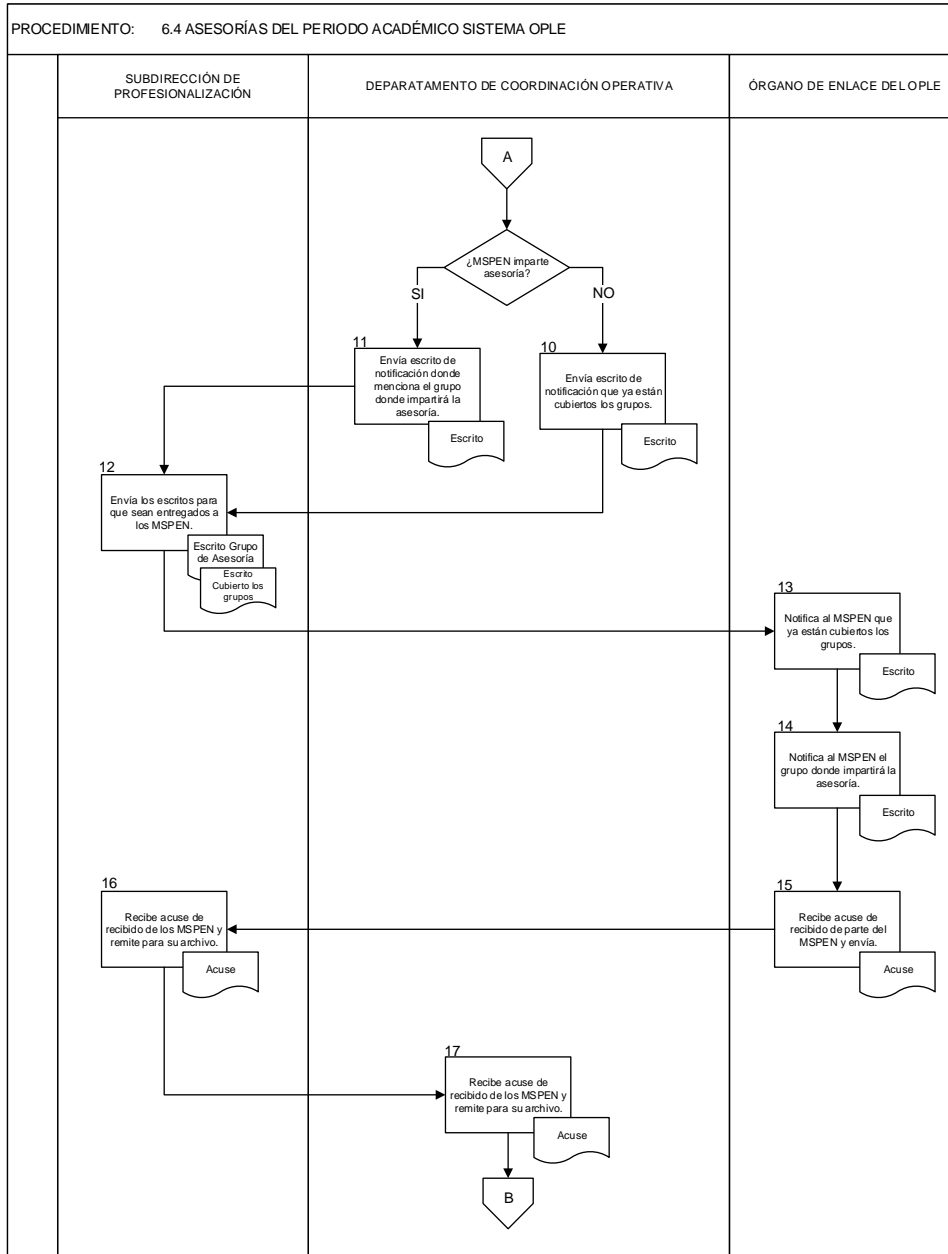 PROCEDIMIENTO: 6.4 ASESORÍAS DEL PERIODO ACADÉMICO SISTEMA OPLE
SUBDIRECCIÓN DE
PROFESIONALIZACIÓN
DEPARTAMENTO DE COORDINACIÓN OPERATIVA
ÓRGANO DE ENLACE DEL OPLE
A
¿MSPEN imparte
asesoría?
SI
NO
11
Envía escrito de
notificación donde
menciona el grupo
donde impartirá la
asesoría.
Escrito
10
Envía escrito de
notificación que ya están
cubiertos los grupos.
Escrito
12
Envía los escritos para
que sean entregados a
los MSPEN.
Escrito Grupo
de Asesoría
Escrito
Cubierto los
grupos
13
Notifica al MSPEN que
ya están cubiertos los
grupos.
Escrito
14
Notifica al MSPEN el
grupo donde impartirá la
asesoría.
Escrito
15
Recibe acuse de
recibido de parte del
MSPEN y envía.
Acuse
16
Recibe acuse de
recibido de los MSPEN y
remite para su archivo.
Acuse
17
Recibe acuse de
recibido de los MSPEN y
remite para su archivo.
Acuse
B